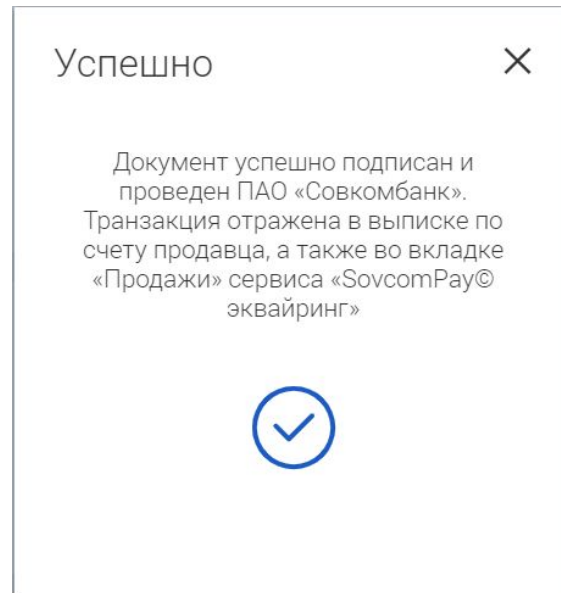 Успешно
Документ успешно подписан и
проведен ПАО «Совкомбанк».
Транзакция отражена в выписке по
счету продавца, а также во вкладке
«Продажи» сервиса «SovcomPay©
эквайринг»